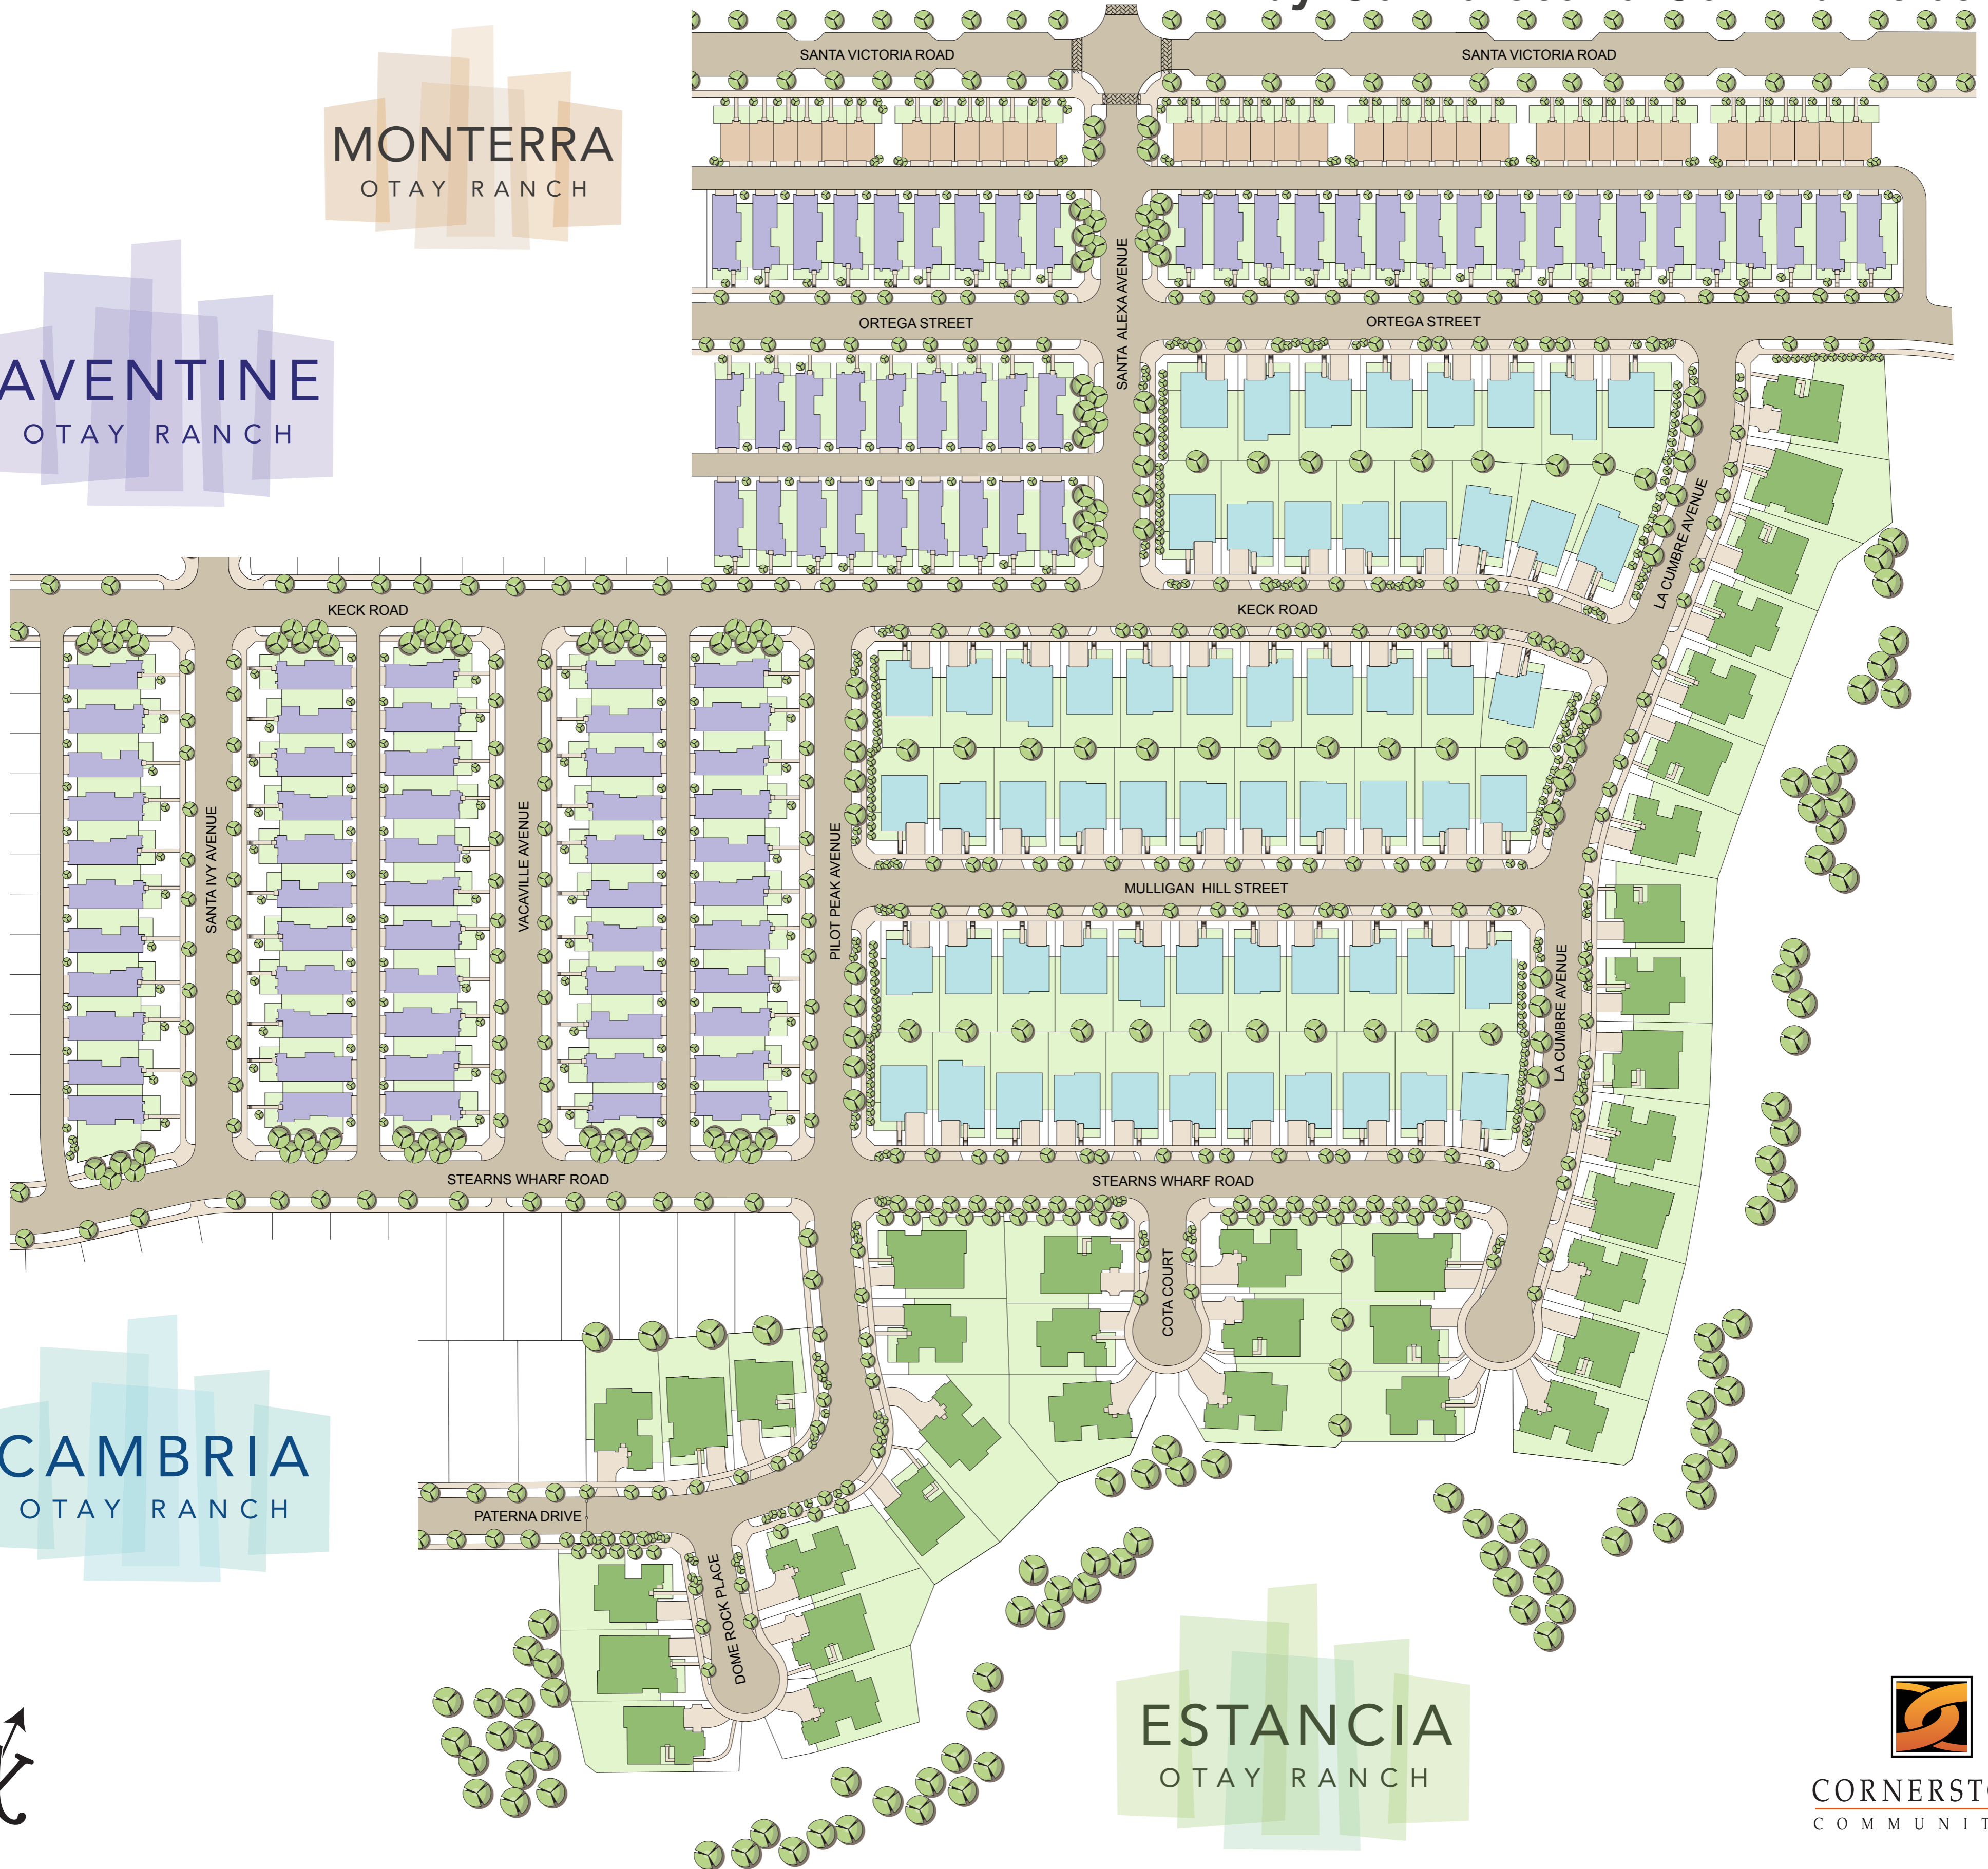 SANTA VICTORIA ROAD
SANTA VICTORIA ROAD
MONTERRA
OTAY RANCH
AVENTINE
OTAY RANCH
SANTA ALEXA AVENUE
ORTEGA STREET
ORTEGA STREET
LA CUMBRE AVENUE
KECK ROAD
KECK ROAD
SANTA IVY AVENUE
VACAVILLE AVENUE
PILOT PEAK AVENUE
MULLIGAN HILL STREET
LA CUMBRE AVENUE
STEARNS WHARF ROAD
STEARNS WHARF ROAD
COTA COURT
CAMBRIA
OTAY RANCH
PATERNA DRIVE
DOME ROCK PLACE
ESTANCIA
OTAY RANCH
CORNERSTO
COMMUNIT